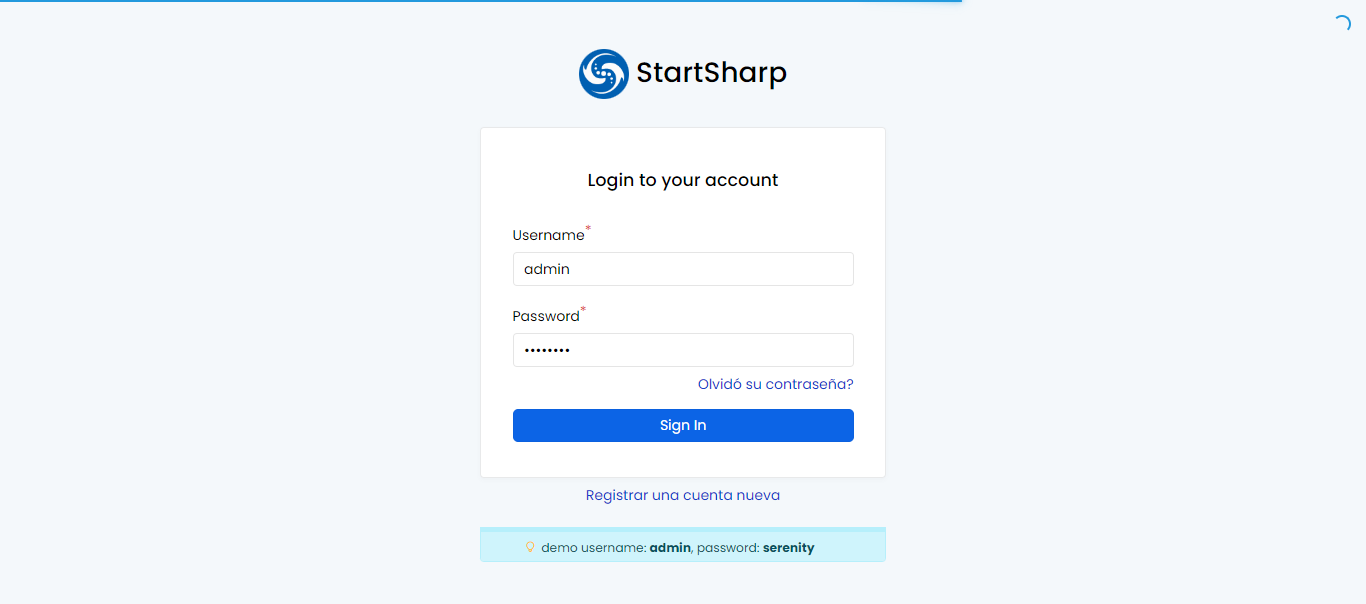 StartSharp
Login to your account
Username*
admin
Password*
••••••••
Olvidó su contraseña?
Sign In
Registrar una cuenta nueva
demo username: admin, password: serenity